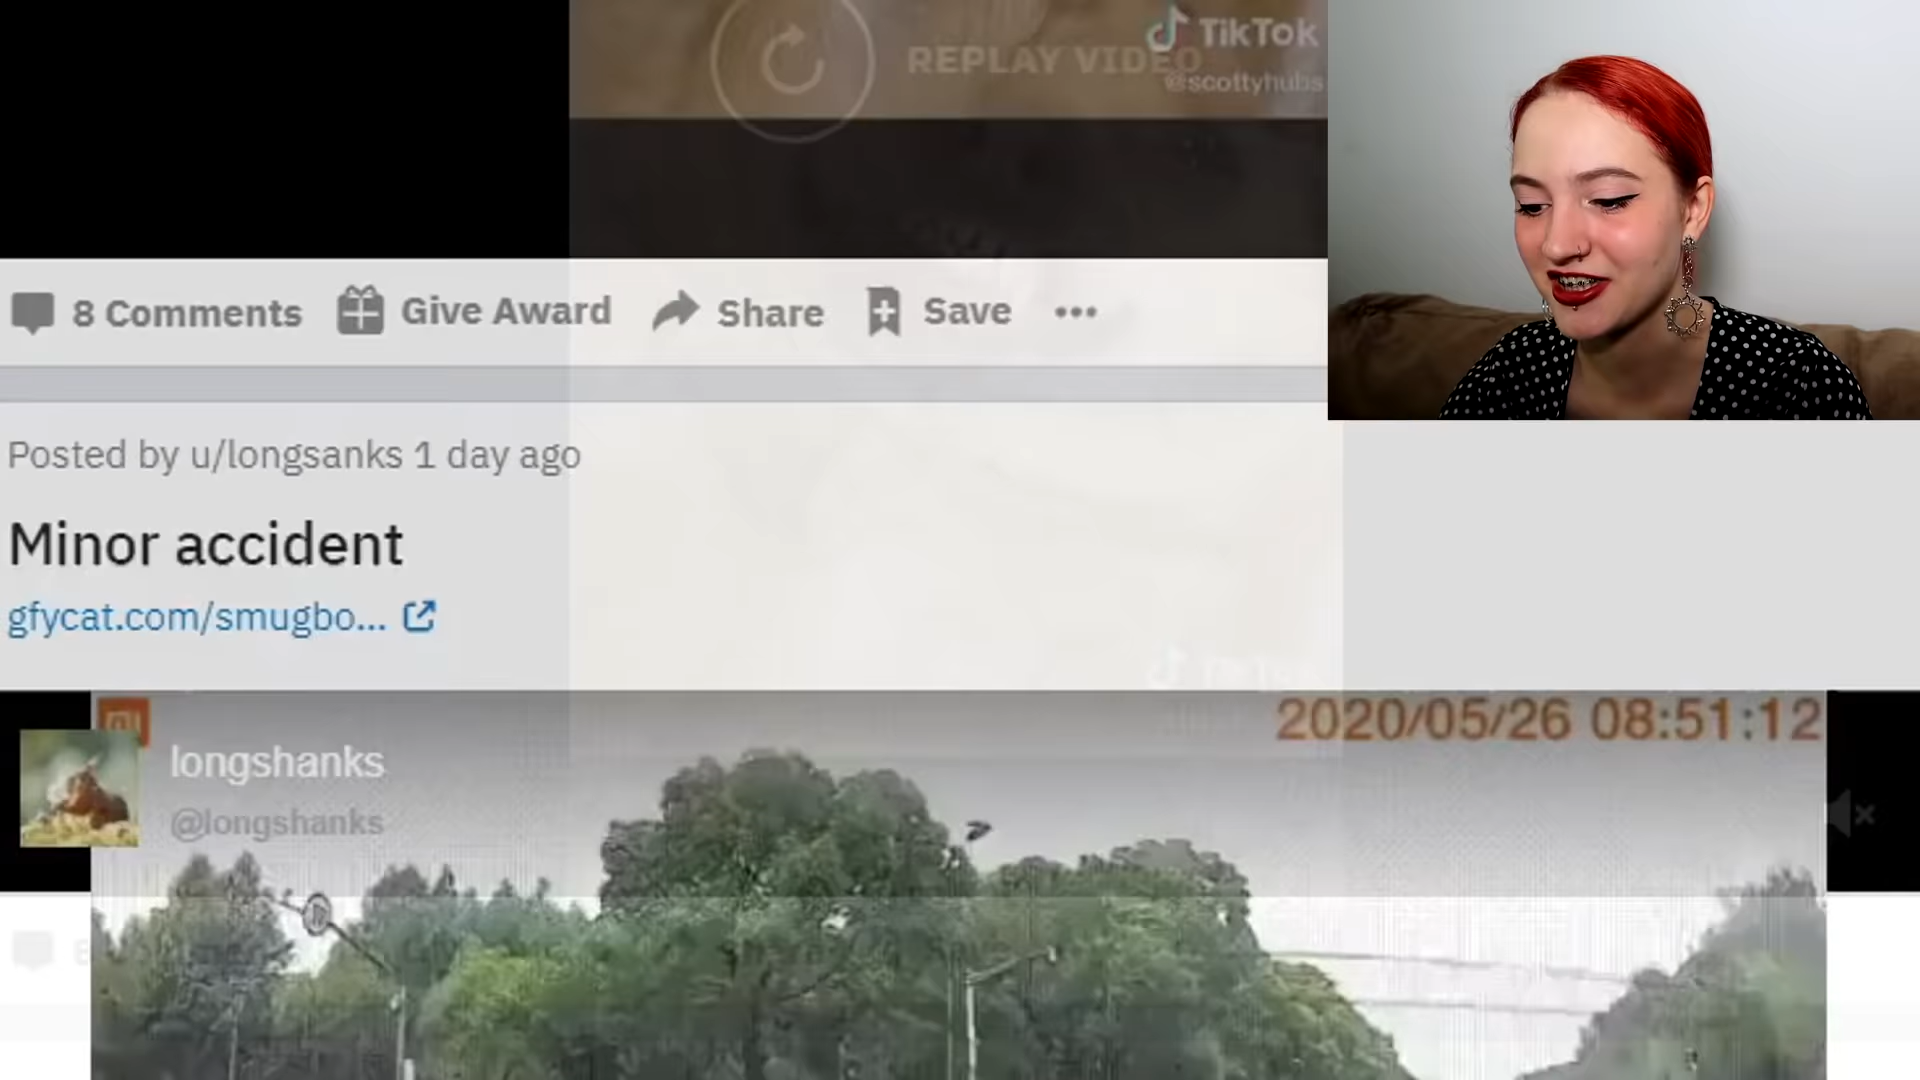 TikTok
REPLAY VIDEO
@scottyhubs
8 Comments Give Award Share Save
Posted by u/longsanks 1 day ago
Minor accident
gfycat.com/smugbo...
2020/05/26 08:51:12
longshanks
@longshanks
TikTok